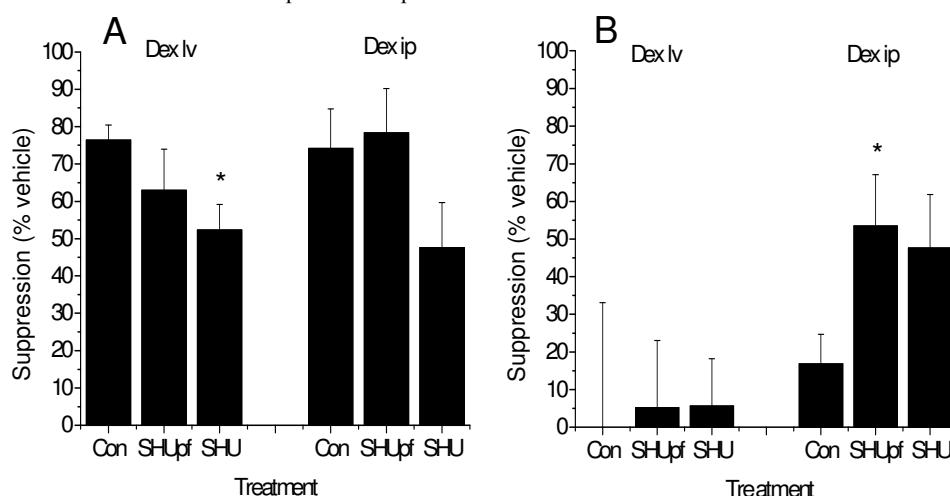 A
Dex Iv
Dex ip
100
90
80
70
60
50
40
30
20
10
0
Suppression (% vehicle)
*
Con SHUpf SHU Con SHUpf SHU
Treatment
B
Dex Iv
Dex ip
100
90
80
70
60
50
40
30
20
10
0
Suppression (% vehicle)
*
Con SHUpf SHU Con SHUpf SHU
Treatment